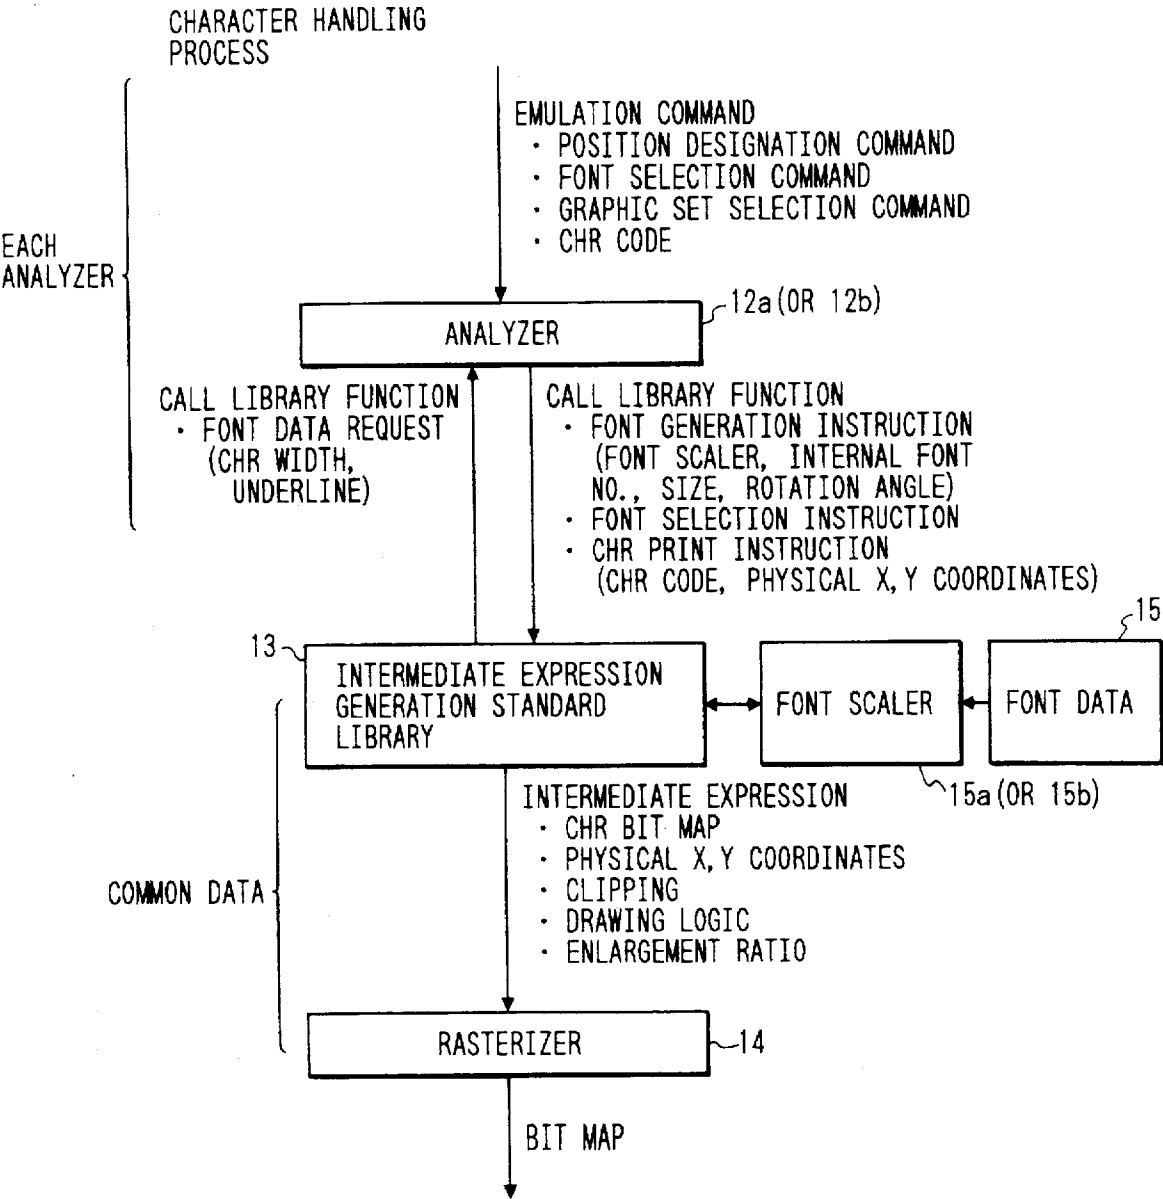 CHARACTER HANDLING
PROCESS
EMULATION COMMAND
· POSITION DESIGNATION COMMAND
· FONT SELECTION COMMAND
· GRAPHIC SET SELECTION COMMAND
· CHR CODE
EACH
ANALYZER
12a(OR 12b)
ANALYZER
CALL LIBRARY FUNCTION
· FONT DATA REQUEST
(CHR WIDTH,
UNDERLINE)
CALL LIBRARY FUNCTION
· FONT GENERATION INSTRUCTION
(FONT SCALER, INTERNAL FONT
NO., SIZE, ROTATION ANGLE)
· FONT SELECTION INSTRUCTION
· CHR PRINT INSTRUCTION
(CHR CODE, PHYSICAL X,Y COORDINATES)
13
INTERMEDIATE EXPRESSION
GENERATION STANDARD
LIBRARY
FONT SCALER
15
FONT DATA
15a(OR 15b)
INTERMEDIATE EXPRESSION
· CHR BIT MAP
· PHYSICAL X,Y COORDINATES
· CLIPPING
· DRAWING LOGIC
· ENLARGEMENT RATIO
COMMON DATA
RASTERIZER
14
BIT MAP